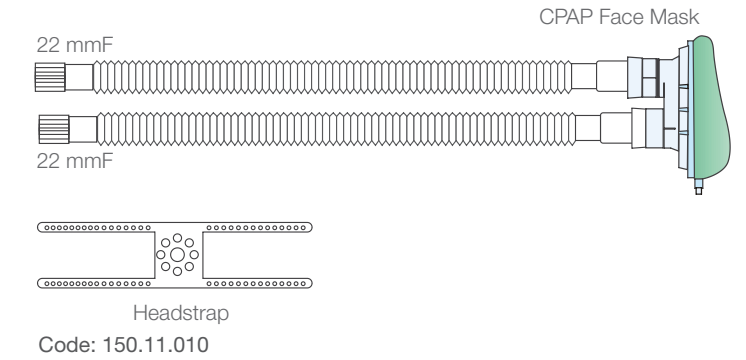 CPAP Face Mask
22 mmF
22 mmF
Headstrap
Code: 150.11.010